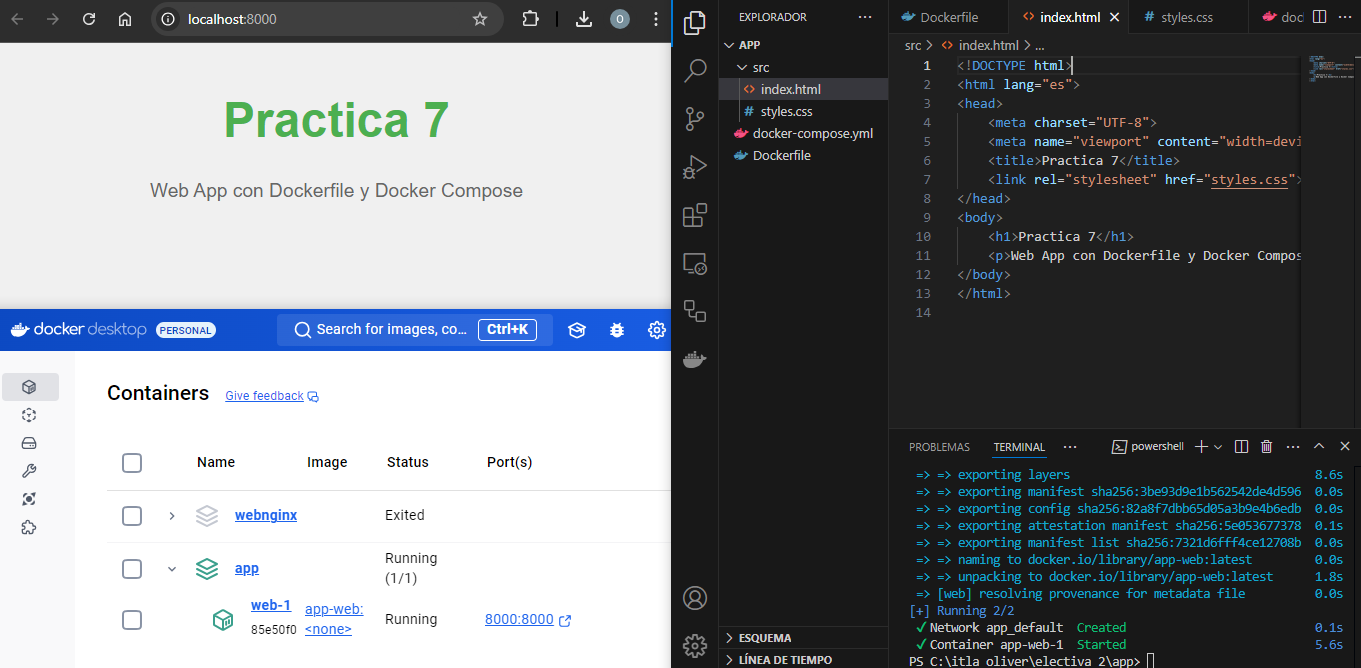 localhost:8000
O
Practica 7
Web App con Dockerfile y Docker Compose
docker desktop PERSONAL
Search for images, co... Ctrl+K
Containers Give feedback
Name Image Status Port(s)
webnginx Exited
app Running
(1/1)
web-1 app-web:
85e50f0 <none> Running 8000:8000
EXPLORADOR
APP
src
index.html
styles.css
docker-compose.yml
Dockerfile
ESQUEMA
LÍNEA DE TIEMPO
Dockerfile index.html styles.css doc
src > index.html > ...
1 <!DOCTYPE html>
2 <html lang="es">
3 <head>
4 <meta charset="UTF-8">
5 <meta name="viewport" content="width=devi
6 <title>Practica 7</title>
7 <link rel="stylesheet" href="styles.css">
8 </head>
9 <body>
10 <h1>Practica 7</h1>
11 <p>Web App con Dockerfile y Docker Compos
12 </body>
13 </html>
14
PROBLEMAS TERMINAL powershell
=> => exporting layers 8.6s
=> => exporting manifest sha256:3be93d9e1b562542de4d596 0.0s
=> => exporting config sha256:82a8f7dbb65d05a3b9e4b6edb 0.0s
=> => exporting attestation manifest sha256:5e053677378 0.1s
=> => exporting manifest list sha256:7321d6fff4ce12708b 0.0s
=> => naming to docker.io/library/app-web:latest 0.0s
=> => unpacking to docker.io/library/app-web:latest 1.8s
=> [web] resolving provenance for metadata file 0.0s
[+] Running 2/2
✓ Network app_default Created 0.1s
✓ Container app-web-1 Started 5.6s
PS C:\itla oliver\electiva 2\app>